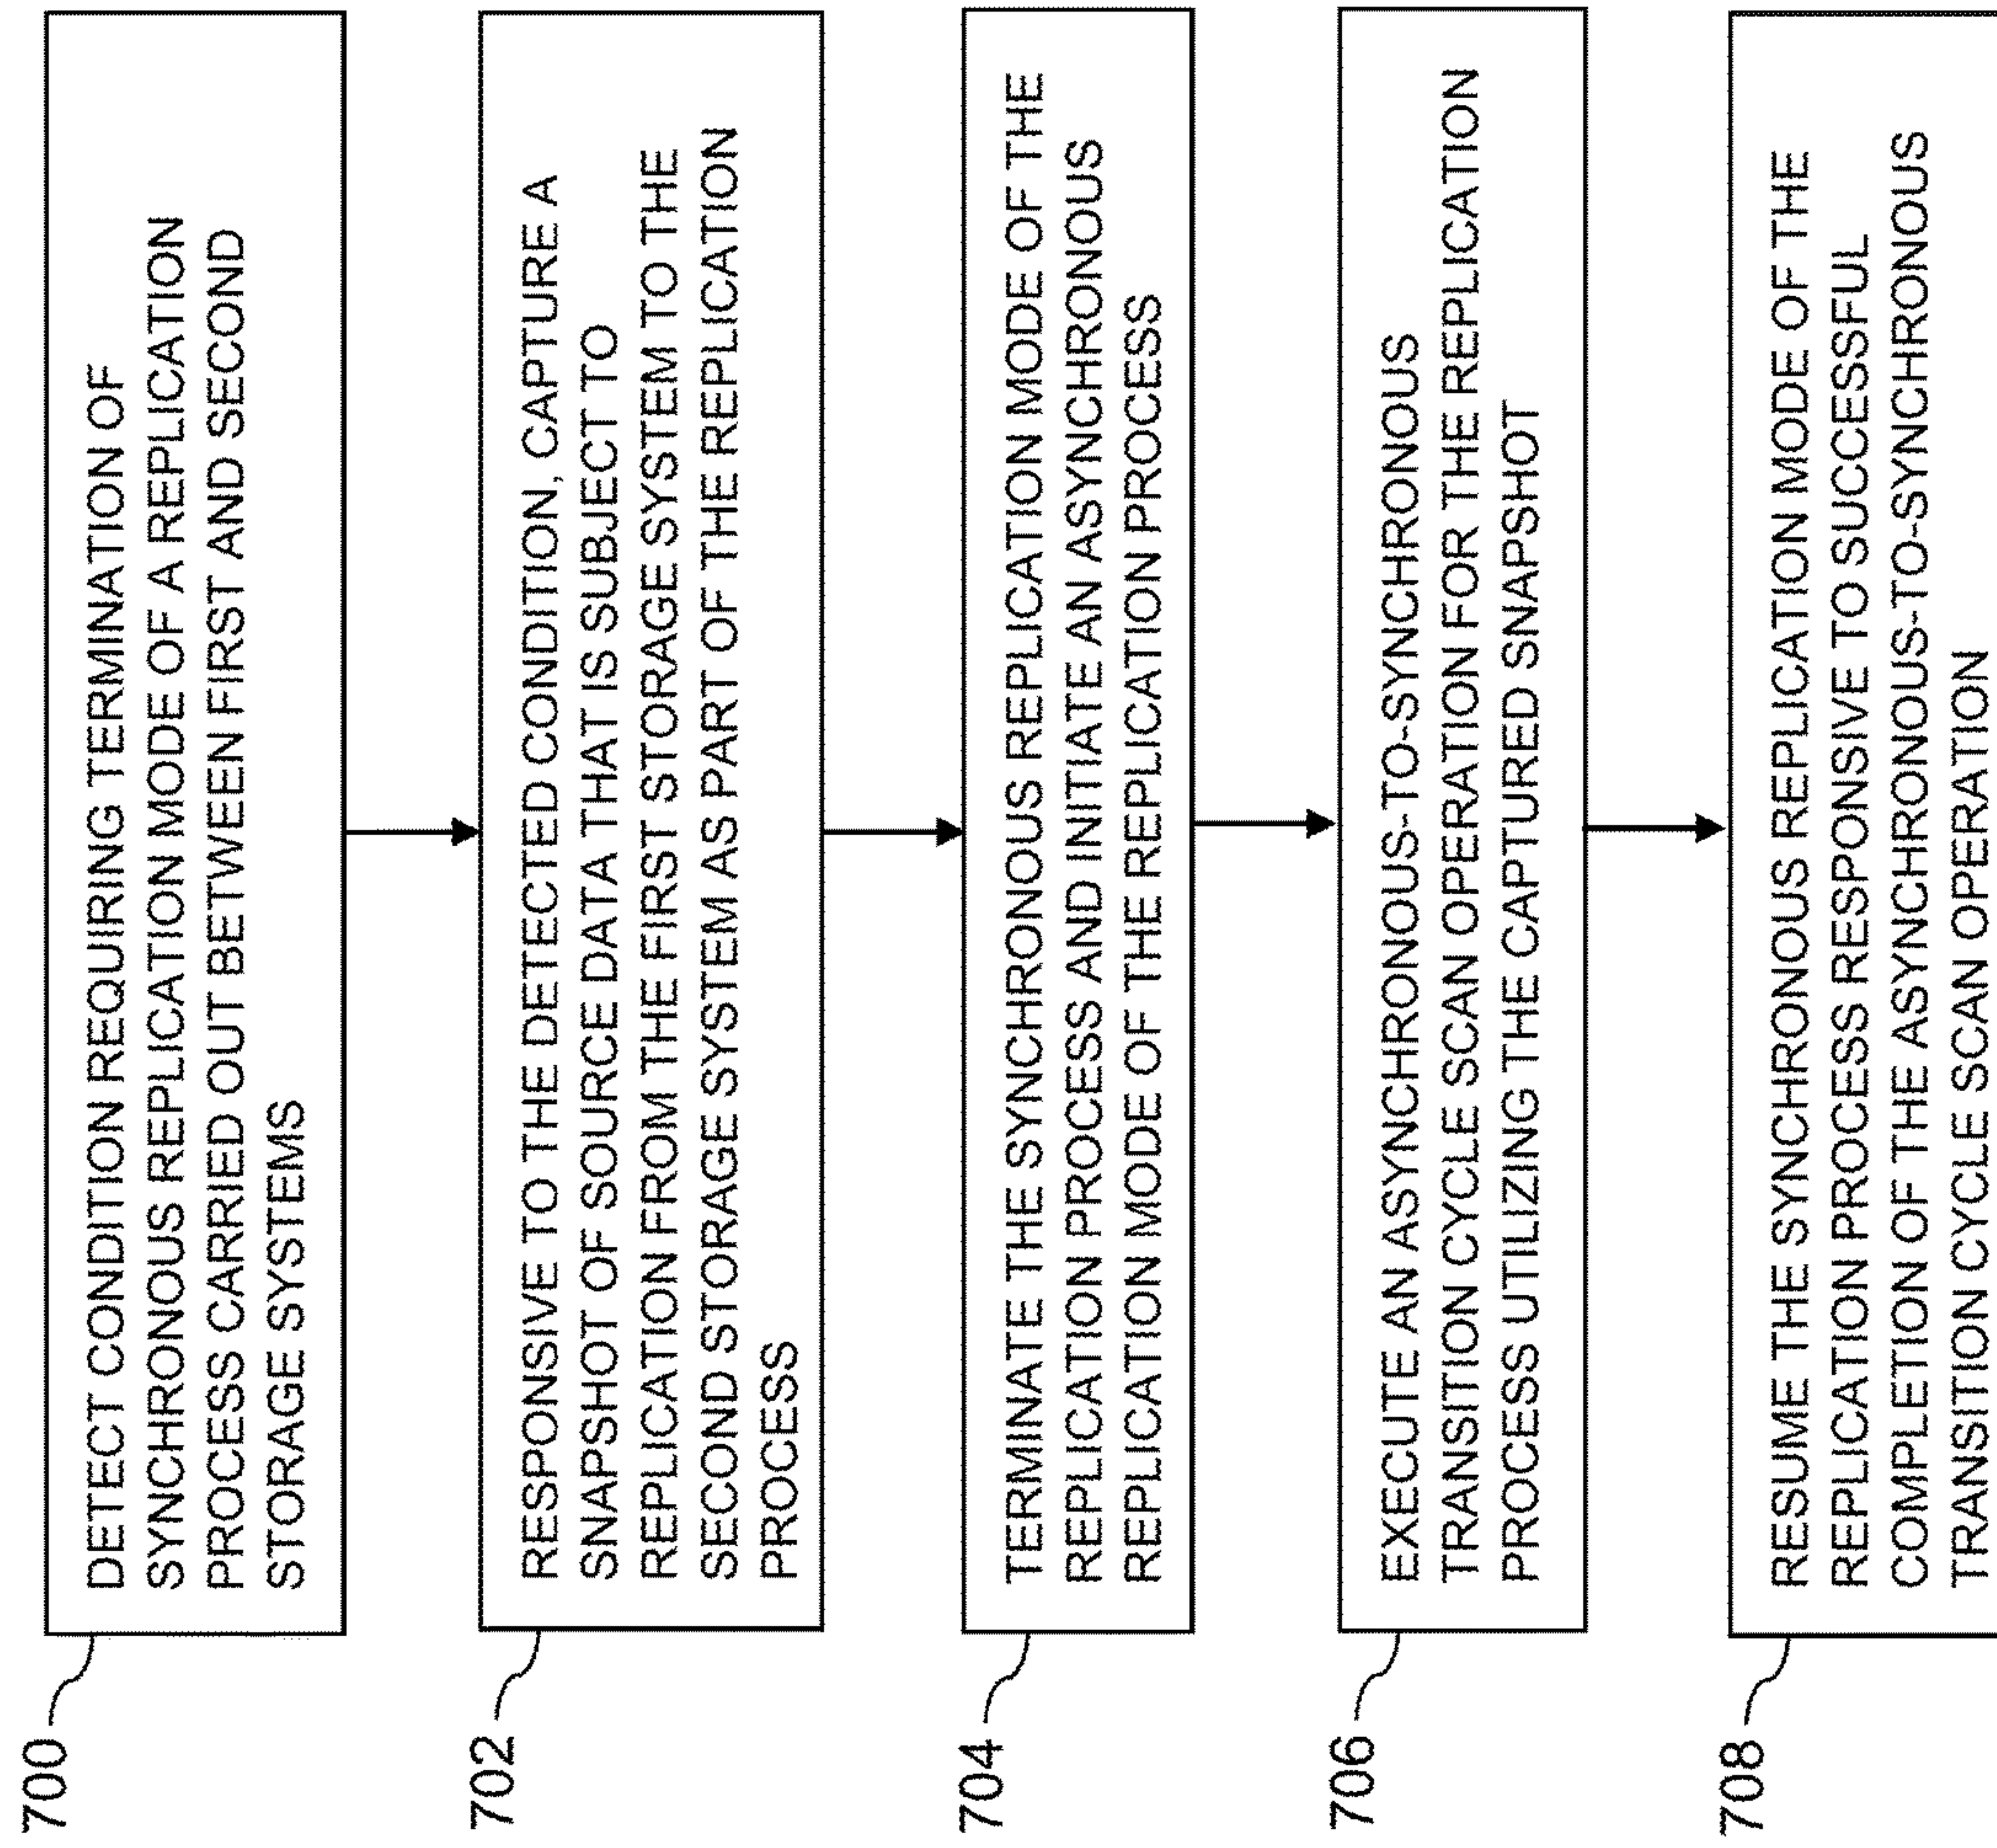 700
DETECT CONDITION REQUIRING TERMINATION OF
SYNCHRONOUS REPLICATION MODE OF A REPLICATION
PROCESS CARRIED OUT BETWEEN FIRST AND SECOND
STORAGE SYSTEMS
702
RESPONSIVE TO THE DETECTED CONDITION, CAPTURE A
SNAPSHOT OF SOURCE DATA THAT IS SUBJECT TO
REPLICATION FROM THE FIRST STORAGE SYSTEM TO THE
SECOND STORAGE SYSTEM AS PART OF THE REPLICATION
PROCESS
704
TERMINATE THE SYNCHRONOUS REPLICATION MODE OF THE
REPLICATION PROCESS AND INITIATE AN ASYNCHRONOUS
REPLICATION MODE OF THE REPLICATION PROCESS
706
EXECUTE AN ASYNCHRONOUS-TO-SYNCHRONOUS
TRANSITION CYCLE SCAN OPERATION FOR THE REPLICATION
PROCESS UTILIZING THE CAPTURED SNAPSHOT
708
RESUME THE SYNCHRONOUS REPLICATION MODE OF THE
REPLICATION PROCESS RESPONSIVE TO SUCCESSFUL
COMPLETION OF THE ASYNCHRONOUS-TO-SYNCHRONOUS
TRANSITION CYCLE SCAN OPERATION